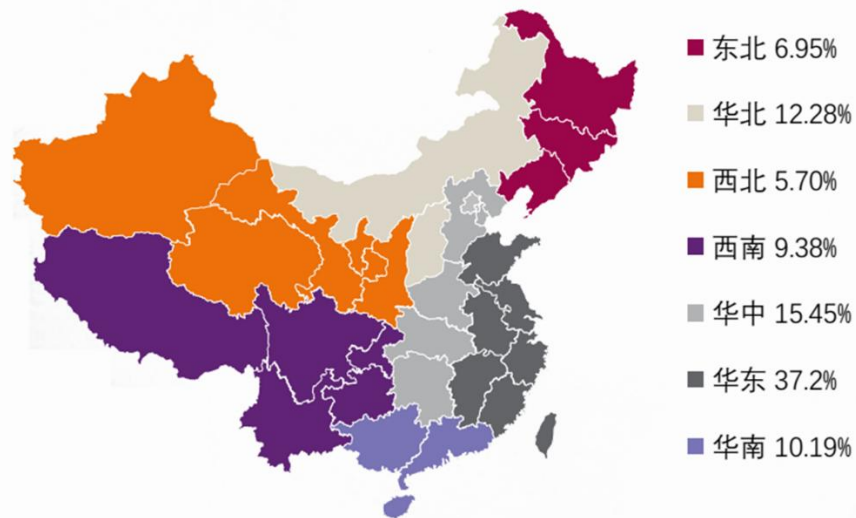 东北 6.95%
华北 12.28%
西北 5.70%
西南 9.38%
华中 15.45%
华东 37.2%
华南 10.19%